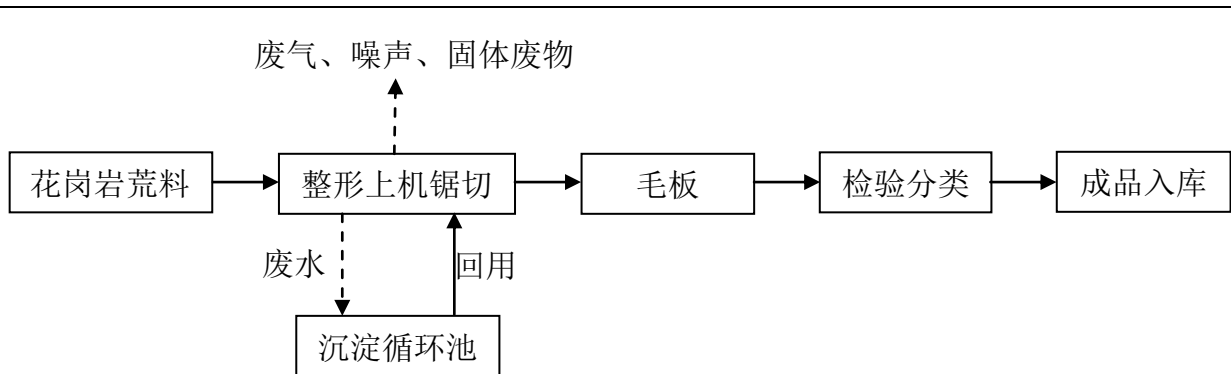 废气、噪声、固体废物
花岗岩荒料
整形上机锯切
毛板
检验分类
成品入库
废水
回用
沉淀循环池